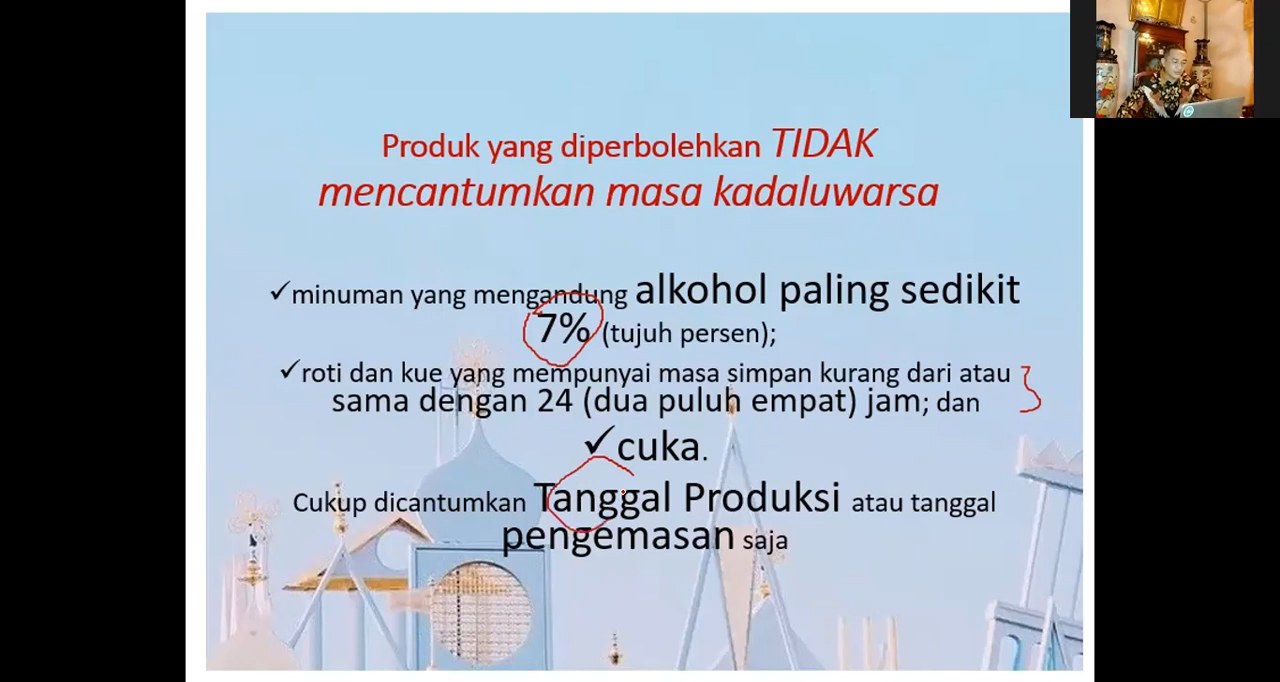 Produk yang diperbolehkan TIDAK
mencantumkan masa kadaluwarsa
✓minuman yang mengandung alkohol paling sedikit
7% (tujuh persen);
✓roti dan kue yang mempunyai masa simpan kurang dari atau
sama dengan 24 (dua puluh empat) jam; dan
✓cuka.
Cukup dicantumkan Tanggal Produksi atau tanggal
pengemasan saja